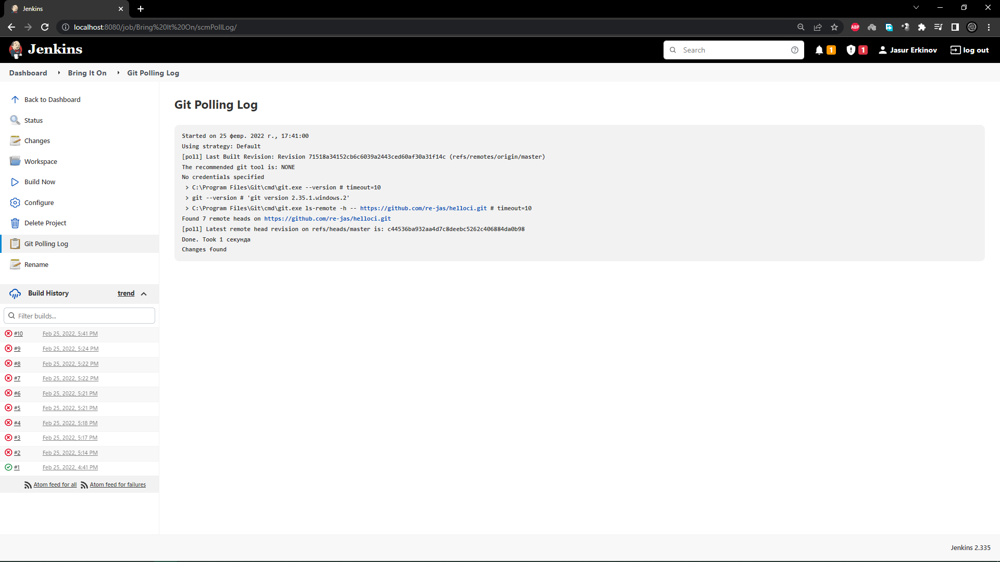 Jenkins
localhost:8080/job/Bring%20It%20On/scmPollLog/
ABP
Jenkins
Search
1
1
Jasur Erkinov
log out
Dashboard
Bring It On
Git Polling Log
Back to Dashboard
Status
Changes
Workspace
Build Now
Configure
Delete Project
Git Polling Log
Rename
Build History
trend
Filter builds...
#10 Feb 25, 2022, 5:41 PM
#9 Feb 25, 2022, 5:24 PM
#8 Feb 25, 2022, 5:22 PM
#7 Feb 25, 2022, 5:22 PM
#6 Feb 25, 2022, 5:21 PM
#5 Feb 25, 2022, 5:21 PM
#4 Feb 25, 2022, 5:18 PM
#3 Feb 25, 2022, 5:17 PM
#2 Feb 25, 2022, 5:14 PM
#1 Feb 25, 2022, 4:41 PM
Atom feed for all Atom feed for failures
Git Polling Log
Started on 25 февр. 2022 г., 17:41:00
Using strategy: Default
[poll] Last Built Revision: Revision 71518a34152cb6c6039a2443ced60af30a31f14c (refs/remotes/origin/master)
The recommended git tool is: NONE
No credentials specified
> C:\Program Files\Git\cmd\git.exe --version # timeout=10
> git --version # 'git version 2.35.1.windows.2'
> C:\Program Files\Git\cmd\git.exe ls-remote -h -- https://github.com/re-jas/helloci.git # timeout=10
Found 7 remote heads on https://github.com/re-jas/helloci.git
[poll] Latest remote head revision on refs/heads/master is: c44536ba932aa4d7c8deebc5262c406884da0b98
Done. Took 1 секунда
Changes found
Jenkins 2.335